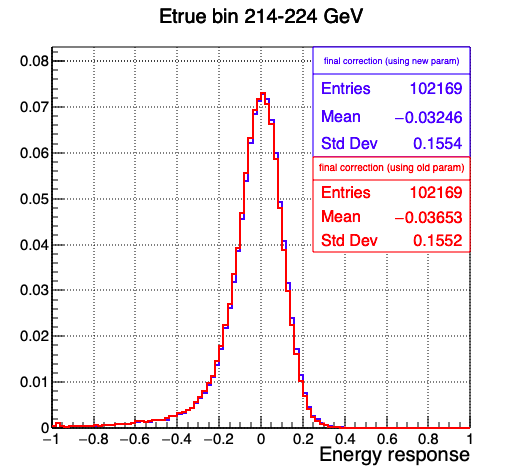 Etrue bin 214-224 GeV
final correction (using new param)
Entries 102169
Mean −0.03246
Std Dev 0.1554
final correction (using old param)
Entries 102169
Mean −0.03653
Std Dev 0.1552
0.08
0.07
0.06
0.05
0.04
0.03
0.02
0.01
0
−1 −0.8 −0.6 −0.4 −0.2 0 0.2 0.4 0.6 0.8 1
Energy response